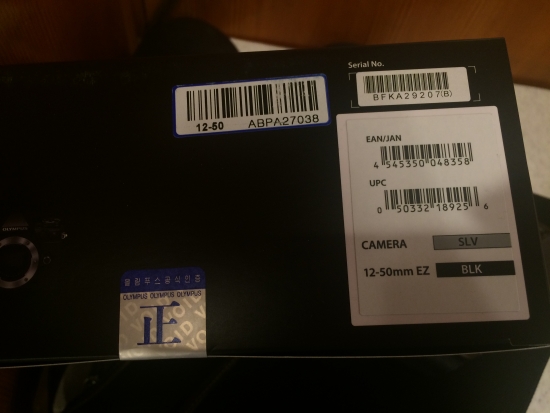 Serial No.
BFKA29207(B)
12-50 ABPA27038
EAN/JAN
4 545350 048358
UPC
0 50332 18925 6
CAMERA SLV
12-50mm EZ BLK
올림푸스공식인증
OLYMPUS OLYMPUS OLYMPUS
正
VOID